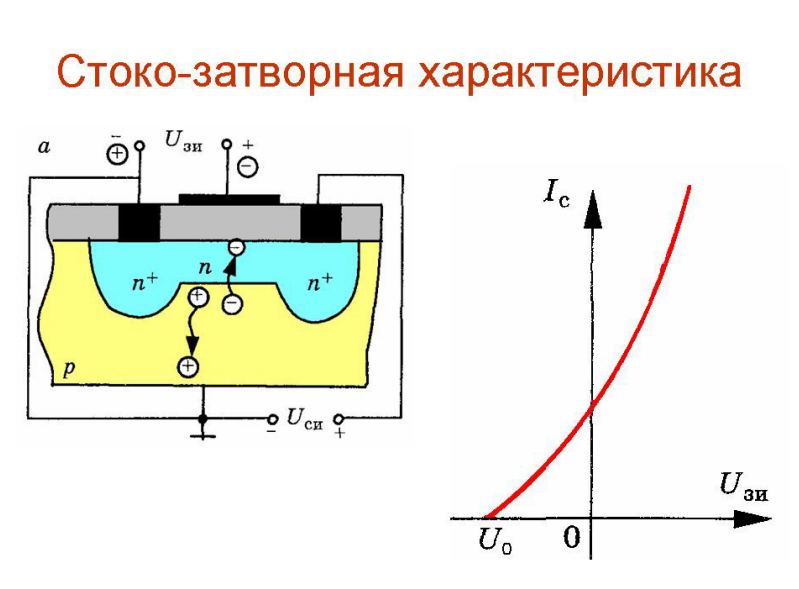 Стоко-затворная характеристика
а
− ⊕ Uзи + ⊖
n
n⁺
n⁺
p
− Uси +
Iс
Uзи
U₀
0